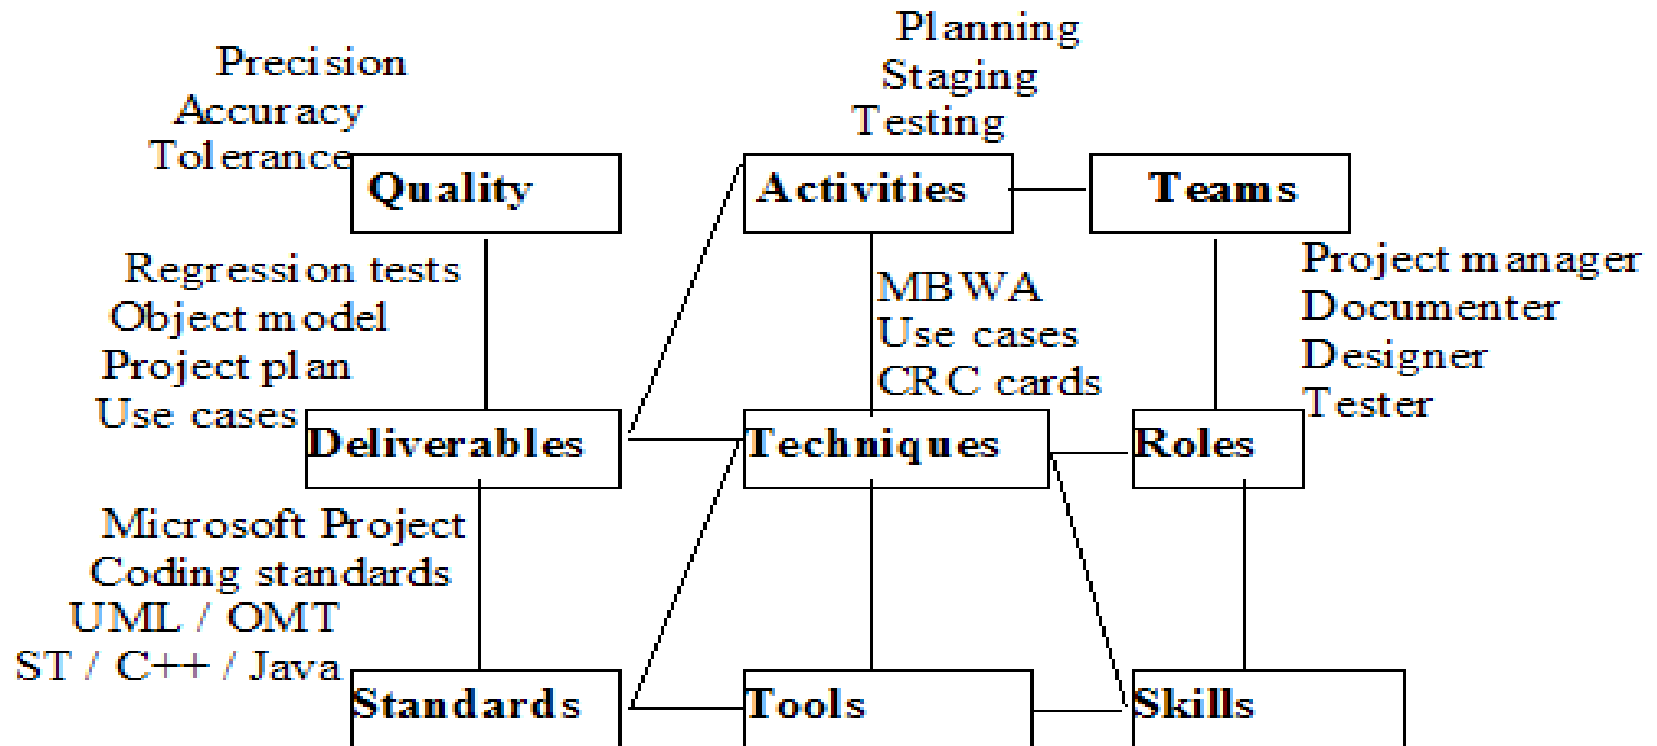 Planning
Staging
Testing
Precision
Accuracy
Tolerance
Quality
Activities
Teams
Regression tests
Object model
Project plan
Use cases
MBWA
Use cases
CRC cards
Project manager
Documenter
Designer
Tester
Deliverables
Techniques
Roles
Microsoft Project
Coding standards
UML / OMT
ST / C++ / Java
Standards
Tools
Skills